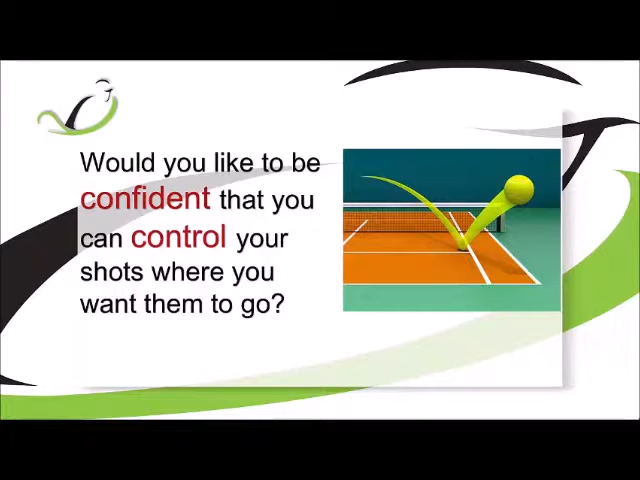 Would you like to be
confident that you
can control your
shots where you
want them to go?